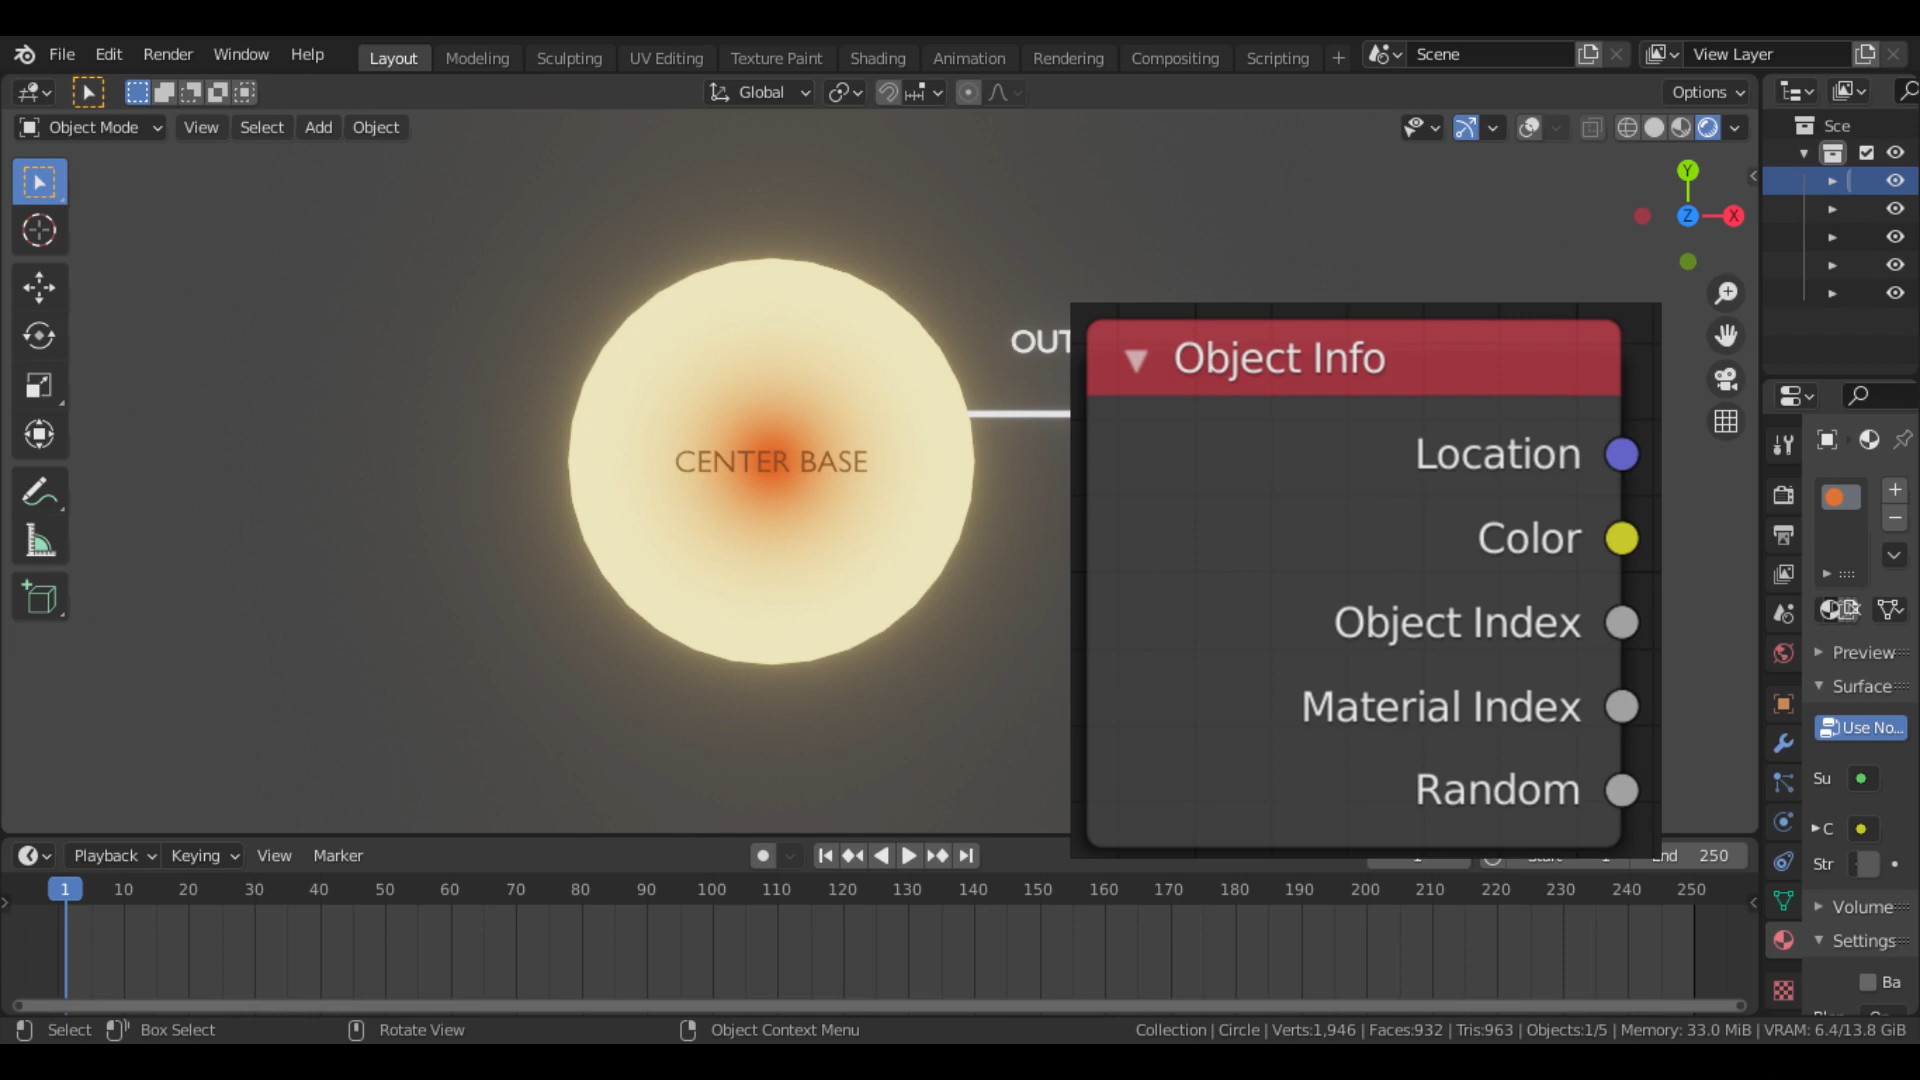 File Edit Render Window Help Layout Modeling Sculpting UV Editing Texture Paint Shading Animation Rendering Compositing Scripting + Scene View Layer
Global Options
Object Mode View Select Add Object
Sce
Y
Z X
OUT
CENTER BASE
Object Info
Location
Color
Object Index
Material Index
Random
Preview
Surface
Use No...
Su
C
Str
Volume
Settings
Ba
Playback Keying View Marker
250
1 10 20 30 40 50 60 70 80 90 100 110 120 130 140 150 160 170 180 190 200 210 220 230 240 250
Select Box Select Rotate View Object Context Menu Collection | Circle | Verts:1,946 | Faces:932 | Tris:963 | Objects:1/5 | Memory: 33.0 MiB | VRAM: 6.4/13.8 GiB